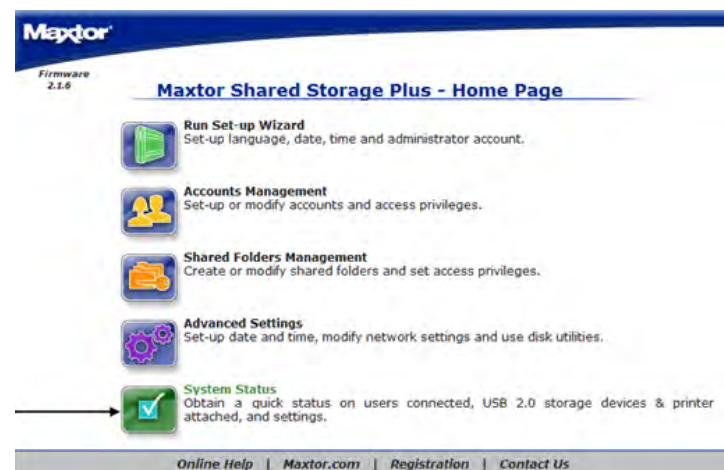 Maxtor
Firmware
2.1.6
Maxtor Shared Storage Plus - Home Page
Run Set-up Wizard
Set-up language, date, time and administrator account.
Accounts Management
Set-up or modify accounts and access privileges.
Shared Folders Management
Create or modify shared folders and set access privileges.
Advanced Settings
Set-up date and time, modify network settings and use disk utilities.
System Status
Obtain a quick status on users connected, USB 2.0 storage devices & printer
attached, and settings.
Online Help | Maxtor.com | Registration | Contact Us